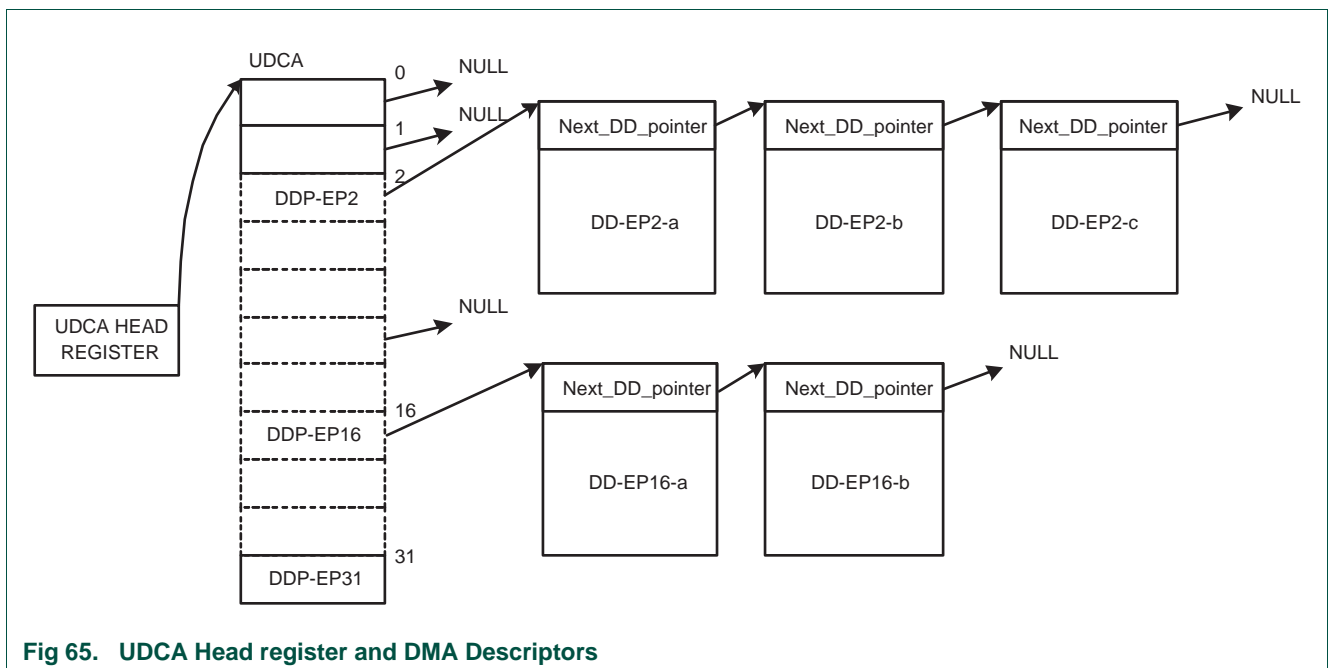 UDCA
0
NULL
1
NULL
2
NULL
Next_DD_pointer
Next_DD_pointer
Next_DD_pointer
DDP-EP2
DD-EP2-a
DD-EP2-b
DD-EP2-c
NULL
UDCA HEAD
REGISTER
NULL
Next_DD_pointer
Next_DD_pointer
16
DDP-EP16
DD-EP16-a
DD-EP16-b
31
DDP-EP31
Fig 65. UDCA Head register and DMA Descriptors